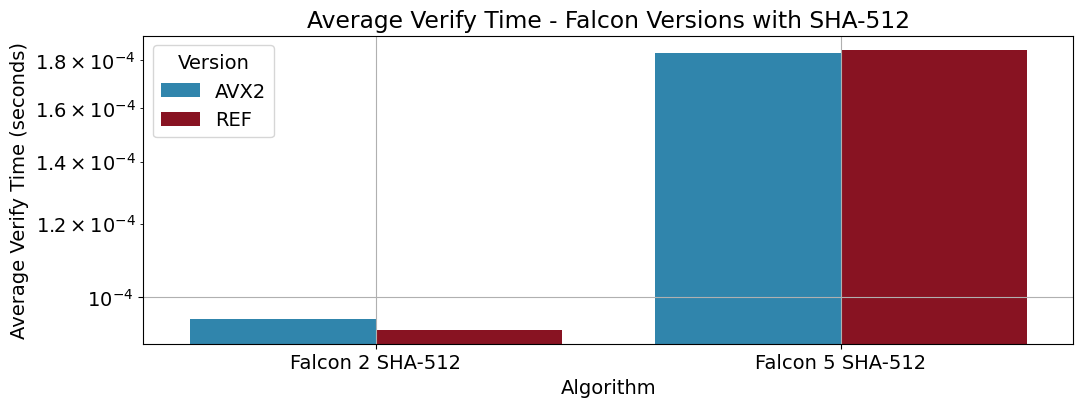 Average Verify Time - Falcon Versions with SHA-512
Average Verify Time (seconds)
1.8 × 10⁻⁴
1.6 × 10⁻⁴
1.4 × 10⁻⁴
1.2 × 10⁻⁴
10⁻⁴
Version
AVX2
REF
Falcon 2 SHA-512
Falcon 5 SHA-512
Algorithm